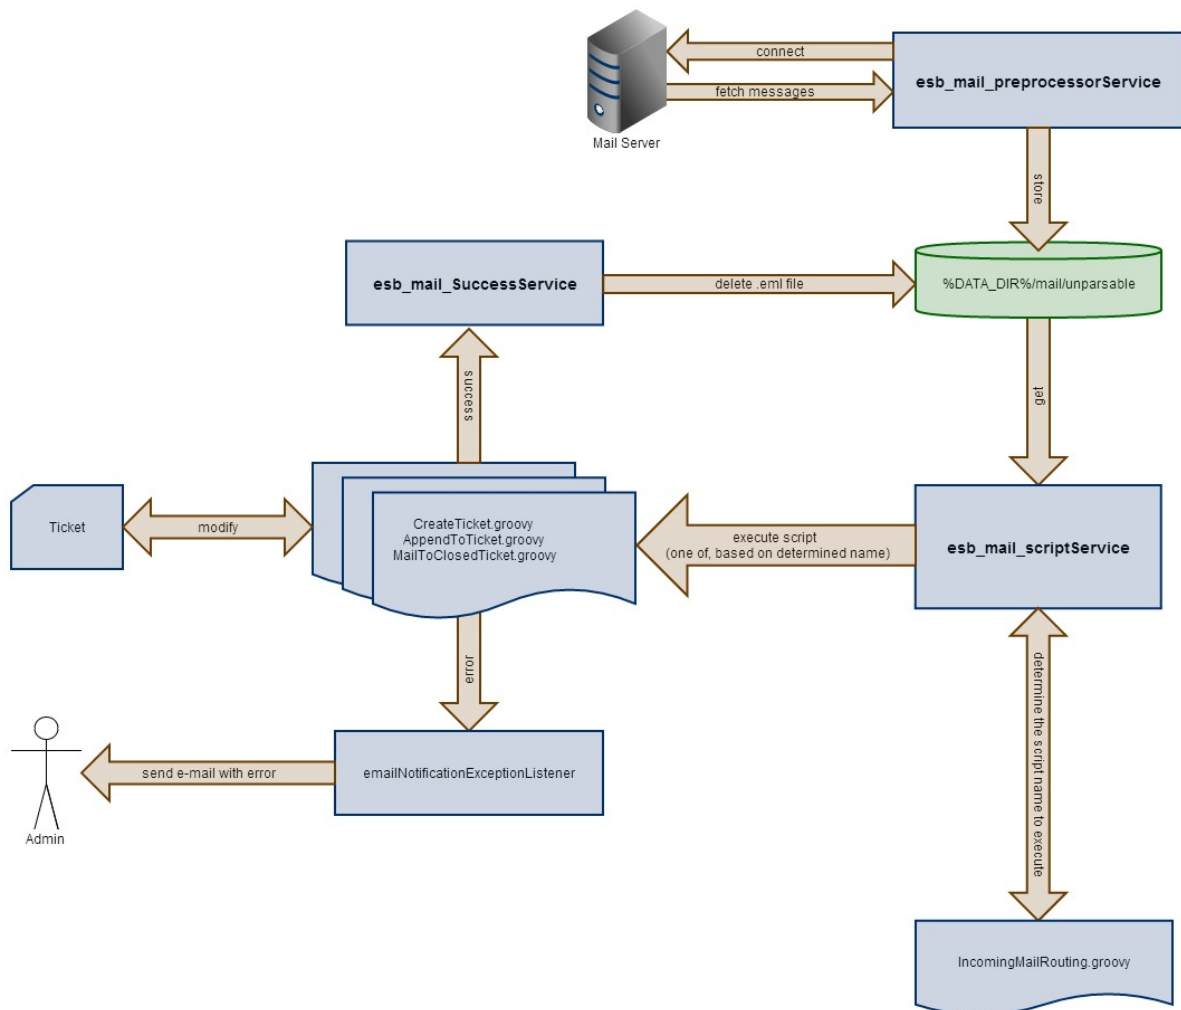 connect
esb_mail_preprocessorService
fetch messages
Mail Server
store
esb_mail_SuccessService
delete .eml file
%DATA_DIR%/mail/unparsable
success
get
Ticket
modify
CreateTicket.groovy
AppendToTicket.groovy
MailToClosedTicket.groovy
execute script
(one of, based on determined name)
esb_mail_scriptService
error
determine the script name to execute
send e-mail with error
emailNotificationExceptionListener
Admin
IncomingMailRouting.groovy